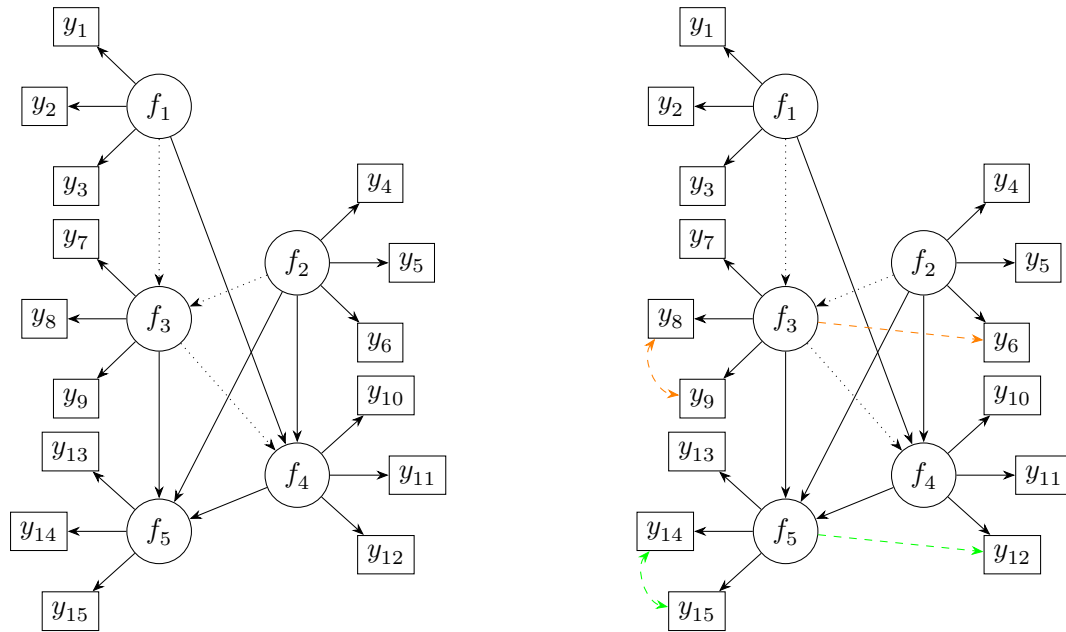 y₁
y₂
f₁
y₃
y₄
y₇
f₂
y₅
y₈
f₃
y₆
y₉
y₁₀
y₁₃
f₄
y₁₁
y₁₄
f₅
y₁₂
y₁₅
y₁
y₂
f₁
y₃
y₄
y₇
f₂
y₅
y₈
f₃
y₆
y₉
y₁₀
y₁₃
f₄
y₁₁
y₁₄
f₅
y₁₂
y₁₅